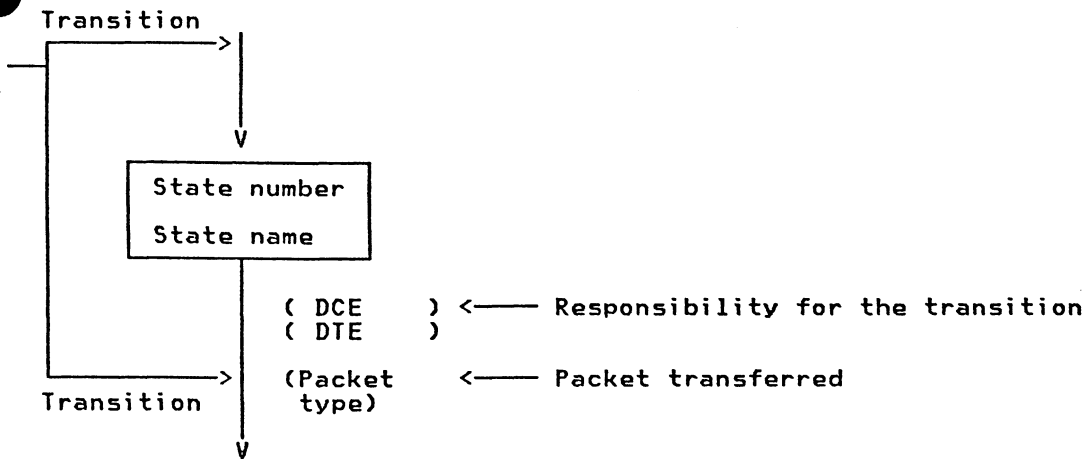 Transition
State number
State name
( DCE ) <—— Responsibility for the transition
( DTE )
(Packet <—— Packet transferred
Transition type)